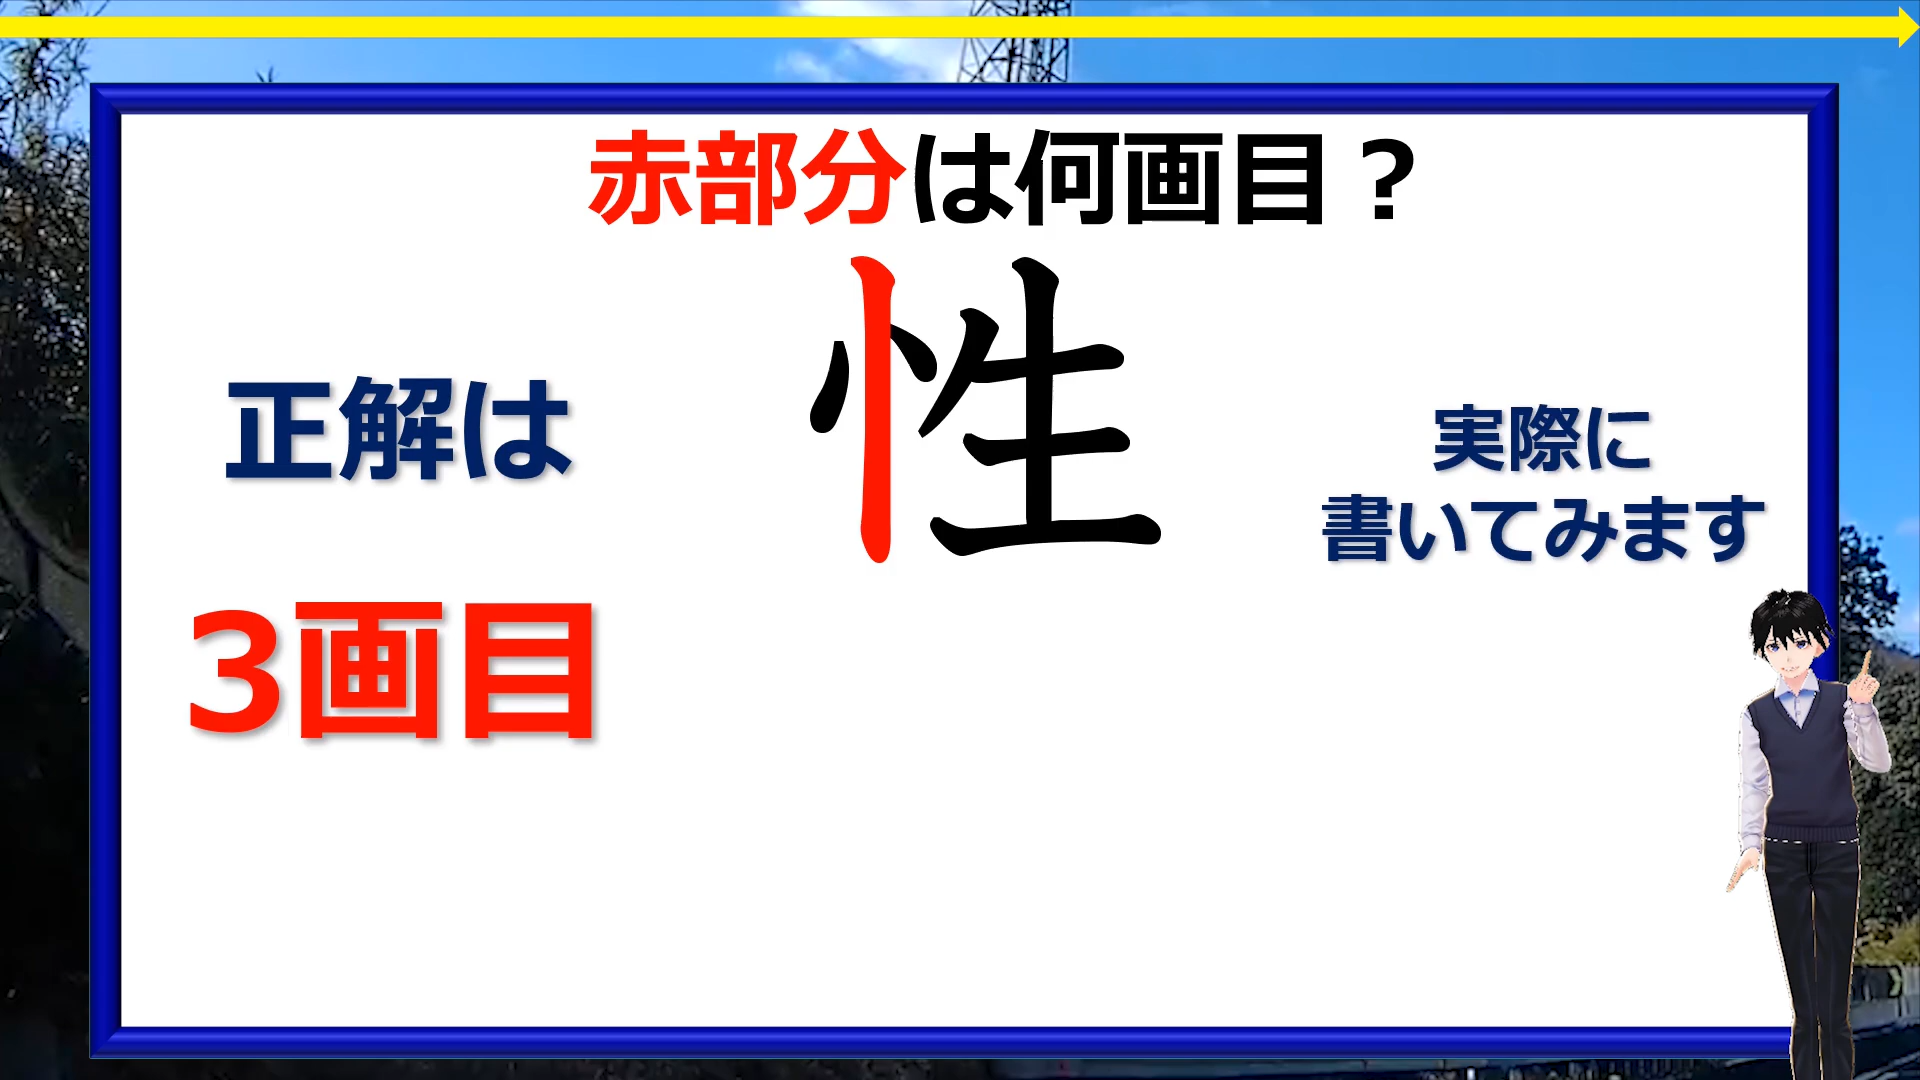 赤部分は何画目？
性
正解は
3画目
実際に
書いてみます